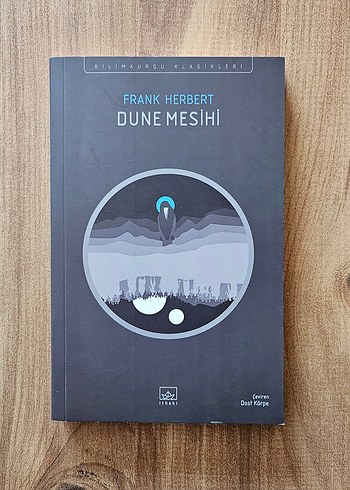 BİLİMKURGU KLASİKLERİ
FRANK HERBERT
DUNE MESİHİ
ithaki
Çeviren
Dost Körpe